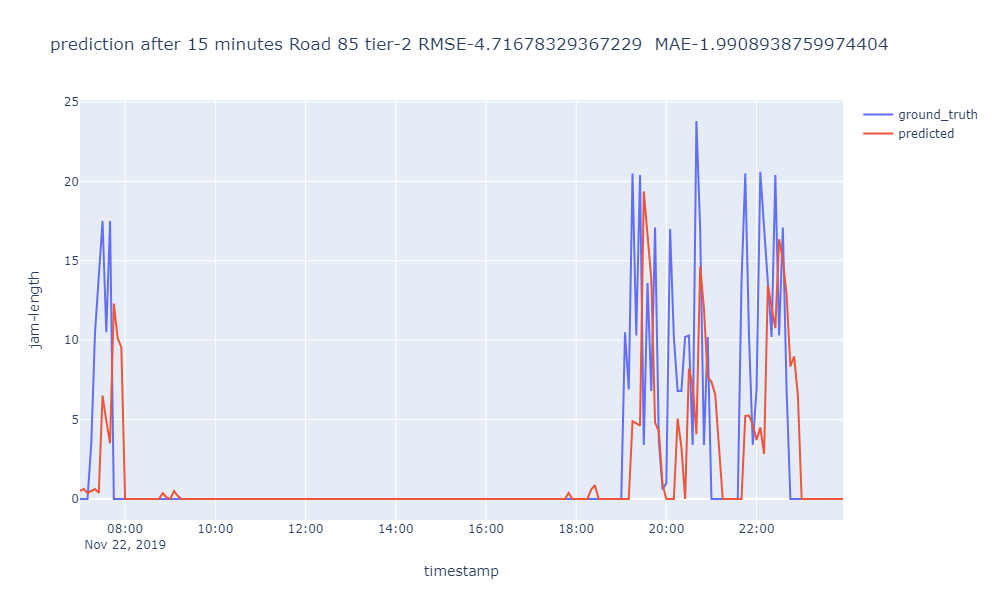 prediction after 15 minutes Road 85 tier-2 RMSE-4.71678329367229  MAE-1.9908938759974404
ground_truth
predicted
jam-length
25
20
15
10
5
0
08:00
10:00
12:00
14:00
16:00
18:00
20:00
22:00
Nov 22, 2019
timestamp